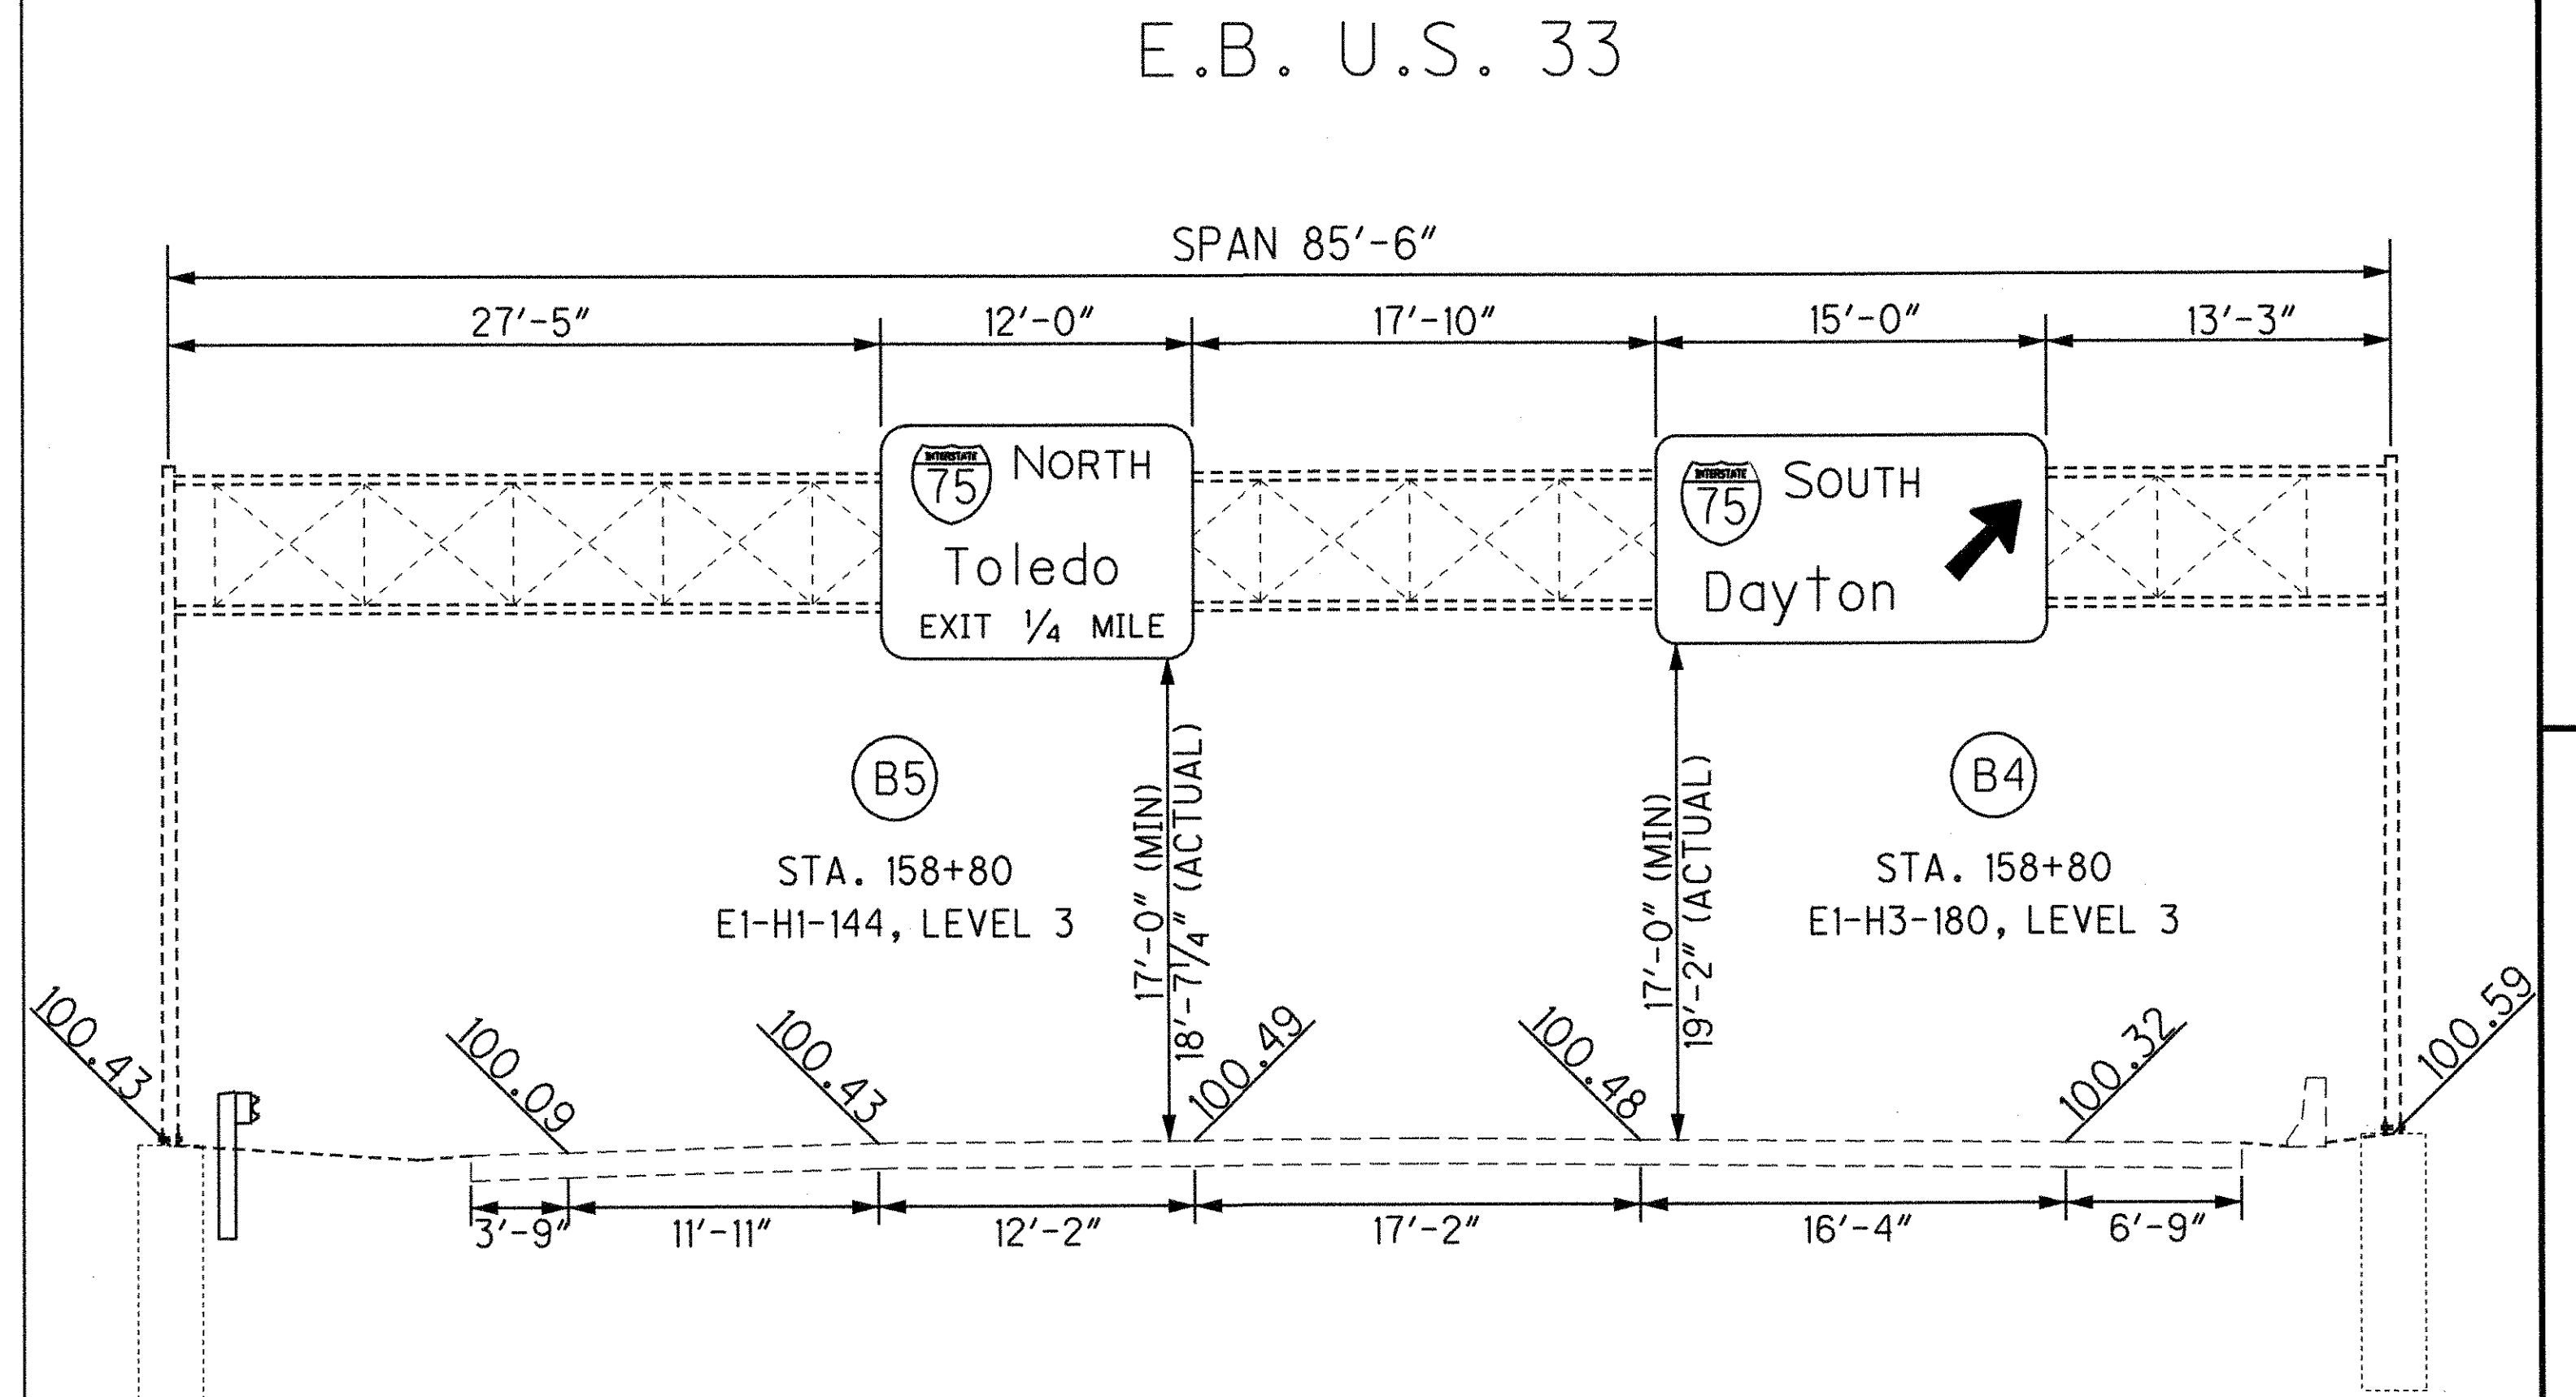 E.B. U.S. 33
SPAN 85'-6"
27'-5" 12'-0" 17'-10" 15'-0" 13'-3"
INTERSTATE
75 NORTH
Toledo
EXIT 1/4 MILE
INTERSTATE
75 SOUTH
Dayton
B5
STA. 158+80
E1-H1-144, LEVEL 3
17'-0" (MIN)
18'-7 1/4" (ACTUAL)
17'-0" (MIN)
19'-2" (ACTUAL)
B4
STA. 158+80
E1-H3-180, LEVEL 3
100.43
100.09
100.43
100.49
100.48
100.32
100.59
3'-9" 11'-11" 12'-2" 17'-2" 16'-4" 6'-9"